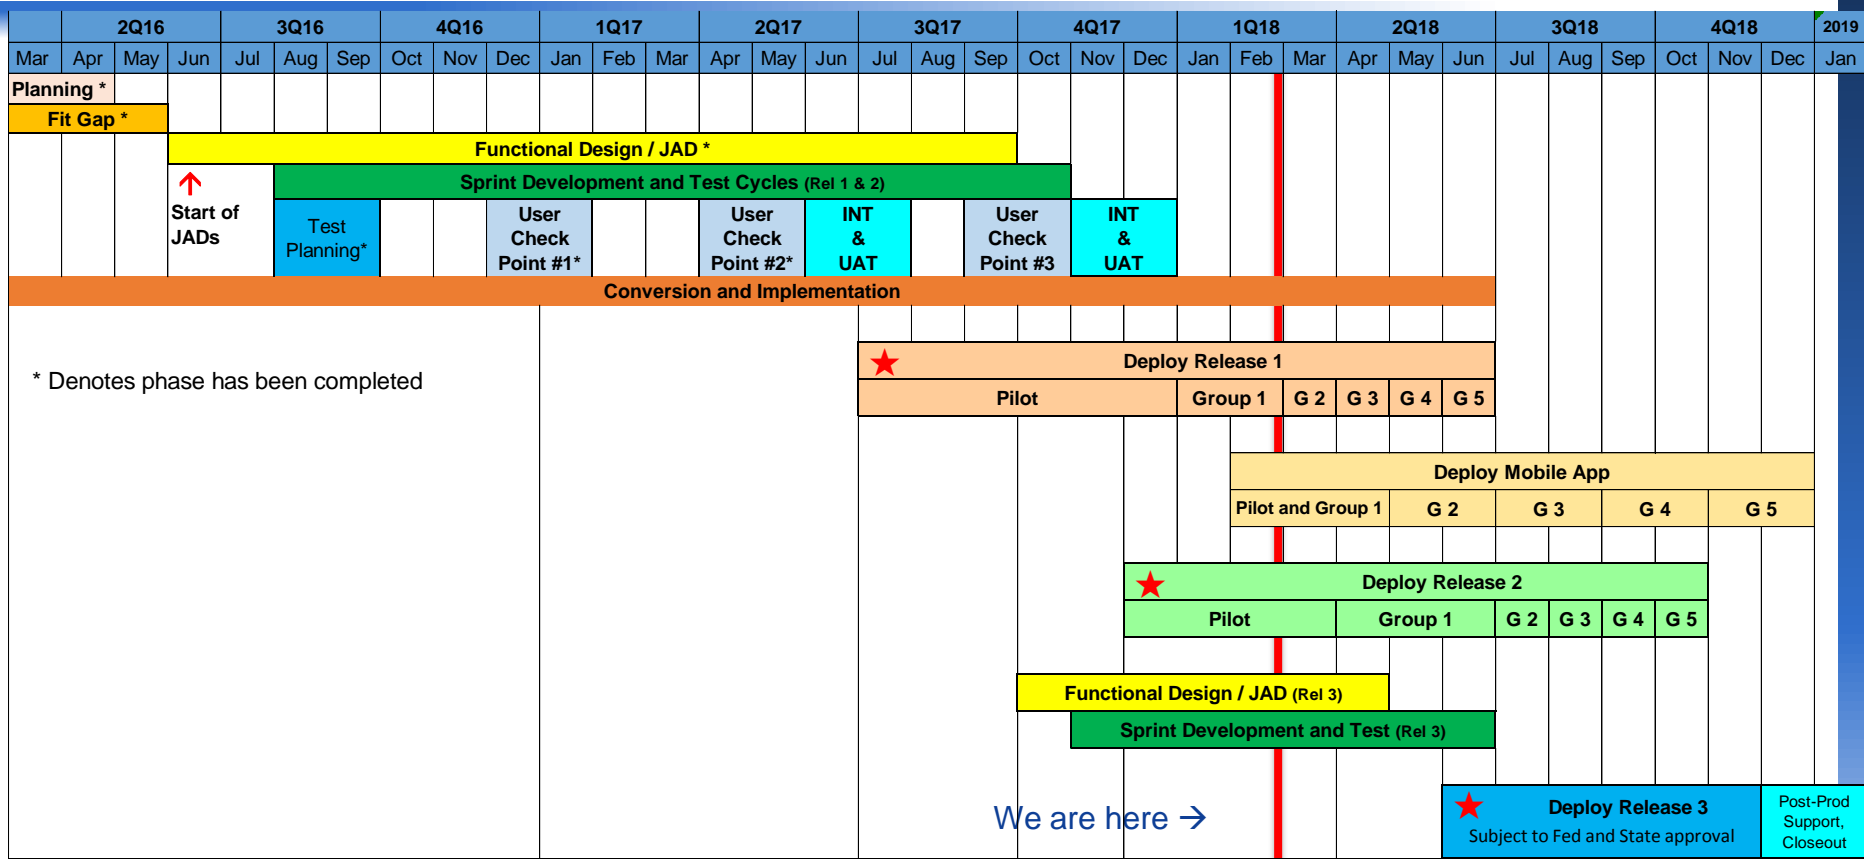 2Q16 3Q16 4Q16 1Q17 2Q17 3Q17 4Q17 1Q18 2Q18 3Q18 4Q18 2019
Mar Apr May Jun Jul Aug Sep Oct Nov Dec Jan Feb Mar Apr May Jun Jul Aug Sep Oct Nov Dec Jan Feb Mar Apr May Jun Jul Aug Sep Oct Nov Dec Jan
Planning *
Fit Gap *
Functional Design / JAD *
Sprint Development and Test Cycles (Rel 1 & 2)
↑
Start of
JADs
Test
Planning*
User
Check
Point #1*
User
Check
Point #2*
INT
&
UAT
User
Check
Point #3
INT
&
UAT
Conversion and Implementation
* Denotes phase has been completed
Deploy Release 1
Pilot Group 1 G 2 G 3 G 4 G 5
Deploy Mobile App
Pilot and Group 1 G 2 G 3 G 4 G 5
Deploy Release 2
Pilot Group 1 G 2 G 3 G 4 G 5
Functional Design / JAD (Rel 3)
Sprint Development and Test (Rel 3)
We are here →
Deploy Release 3
Subject to Fed and State approval
Post-Prod
Support,
Closeout